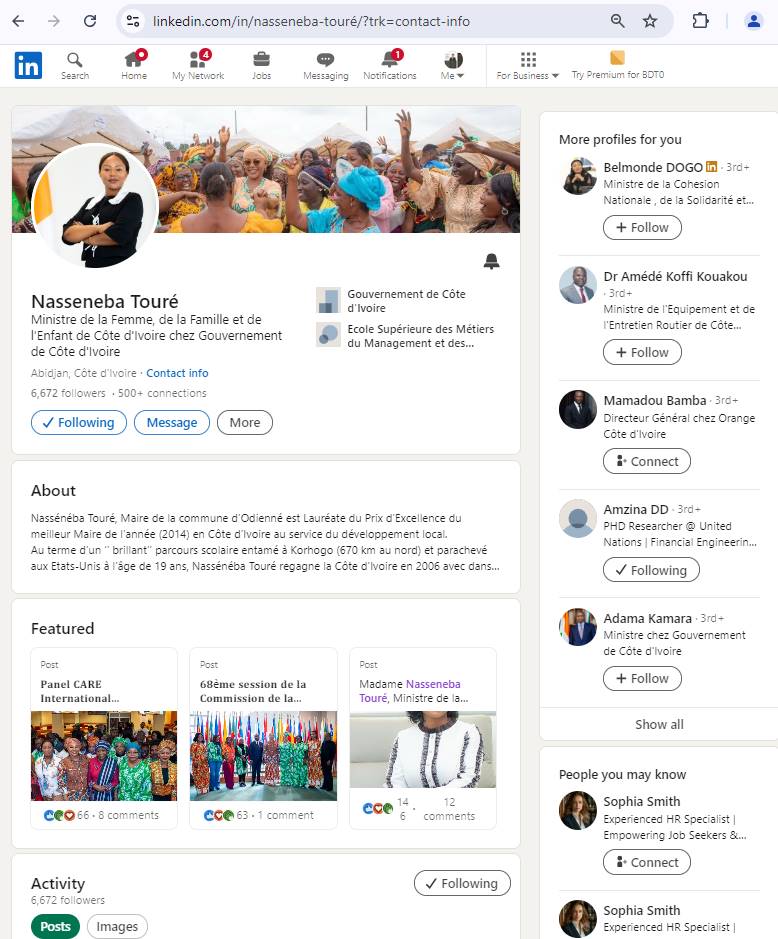 linkedin.com/in/nasseneba-touré/?trk=contact-info
in
Search
Home
4
My Network
Jobs
Messaging
1
Notifications
Me
For Business
Try Premium for BDT0
Nasseneba Touré
Ministre de la Femme, de la Famille et de
l'Enfant de Côte d'Ivoire chez Gouvernement
de Côte d'Ivoire
Abidjan, Côte d'Ivoire · Contact info
6,672 followers · 500+ connections
Following
Message
More
Gouvernement de Côte
d'Ivoire
Ecole Supérieure des Métiers
du Management et des...
About
Nassénéba Touré, Maire de la commune d'Odienné est Lauréate du Prix d'Excellence du
meilleur Maire de l'année (2014) en Côte d'Ivoire au service du développement local.
Au terme d'un '' brillant'' parcours scolaire entamé à Korhogo (670 km au nord) et parachevé
aux Etats-Unis à l'âge de 19 ans, Nassénéba Touré regagne la Côte d'Ivoire en 2006 avec dans...
Featured
Post
Panel CARE
International...
66 · 8 comments
Post
68ème session de la
Commission de la...
63 · 1 comment
Post
Madame Nasseneba
Touré, Ministre de la...
14
6
·
12
comments
Activity
6,672 followers
Following
Posts
Images
More profiles for you
Belmonde DOGO in · 3rd+
Ministre de la Cohesion
Nationale , de la Solidarité et...
+ Follow
Dr Amédé Koffi Kouakou
· 3rd+
Ministre de l'Equipement et de
l'Entretien Routier de Côte...
+ Follow
Mamadou Bamba · 3rd+
Directeur Général chez Orange
Côte d'Ivoire
Connect
Amzina DD · 3rd+
PHD Researcher @ United
Nations | Financial Engineerin...
Following
Adama Kamara · 3rd+
Ministre chez Gouvernement
de Côte d'Ivoire
+ Follow
Show all
People you may know
Sophia Smith
Experienced HR Specialist |
Empowering Job Seekers &...
Connect
Sophia Smith
Experienced HR Specialist |